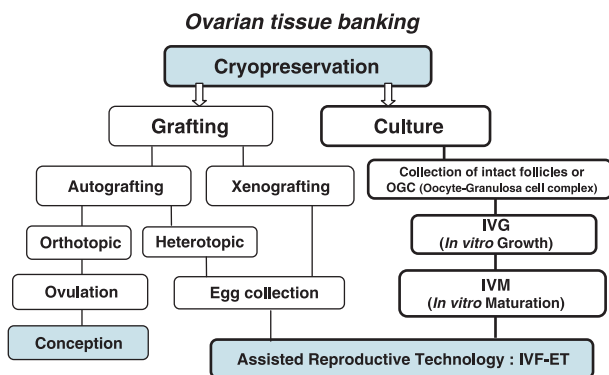 Ovarian tissue banking
Cryopreservation
Grafting
Culture
Autografting
Xenografting
Collection of intact follicles or
OGC (Oocyte-Granulosa cell complex)
Orthotopic
Heterotopic
IVG
(In vitro Growth)
Ovulation
Egg collection
IVM
(In vitro Maturation)
Conception
Assisted Reproductive Technology : IVF-ET